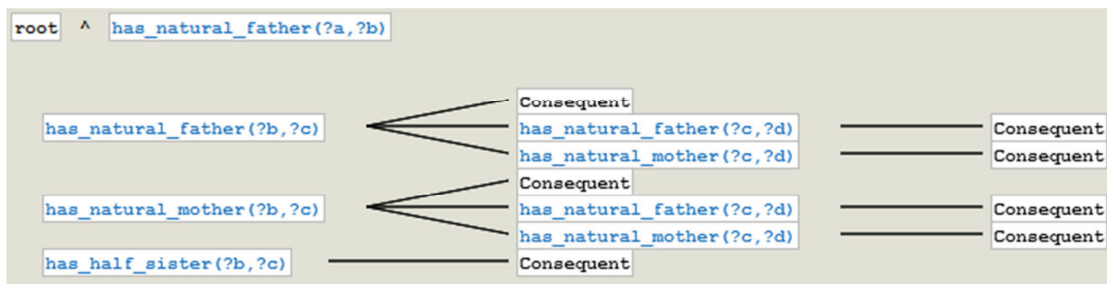 root ^ has_natural_father(?a,?b)
Consequent
has_natural_father(?b,?c) has_natural_father(?c,?d) Consequent
has_natural_mother(?c,?d) Consequent
Consequent
has_natural_mother(?b,?c) has_natural_father(?c,?d) Consequent
has_natural_mother(?c,?d) Consequent
has_half_sister(?b,?c) Consequent